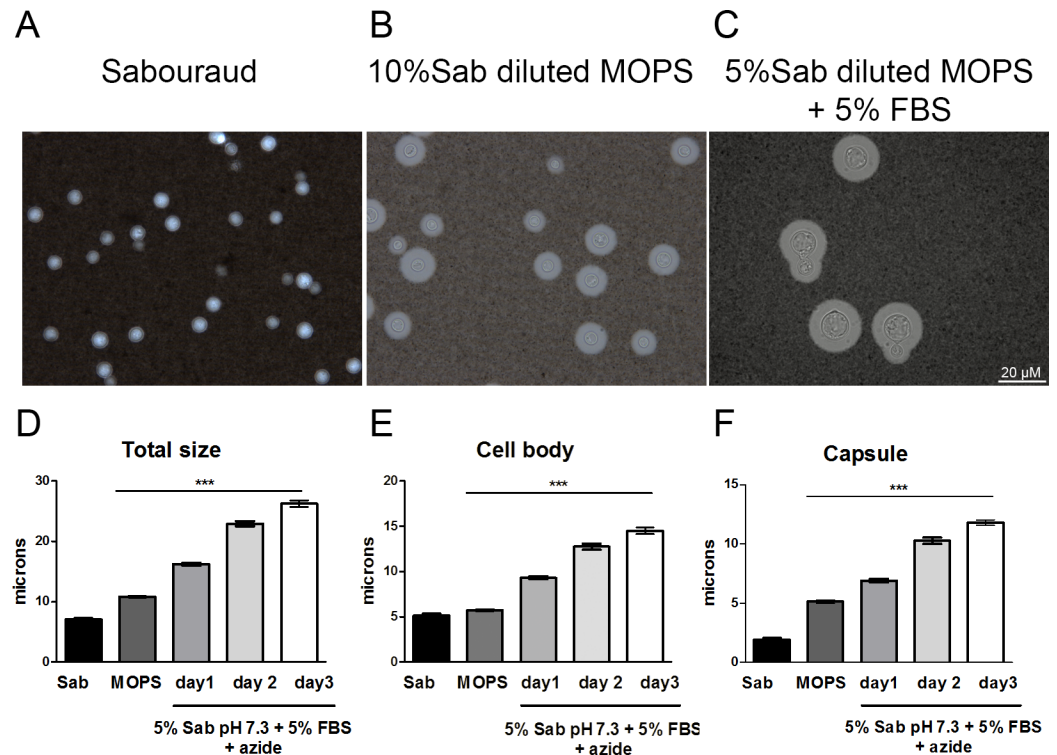 A
B
C
Sabouraud
10%Sab diluted MOPS
5%Sab diluted MOPS
+ 5% FBS
20 µM
D
E
F
Total size
Cell body
Capsule
***
***
***
microns
30
20
10
0
Sab
MOPS
day1
day 2
day3
5% Sab pH 7.3 + 5% FBS
+ azide
microns
20
15
10
5
0
Sab
MOPS
day1
day 2
day3
5% Sab pH 7.3 + 5% FBS
+ azide
microns
15
10
5
0
Sab
MOPS
day1
day 2
day3
5% Sab pH 7.3 + 5% FBS
+ azide